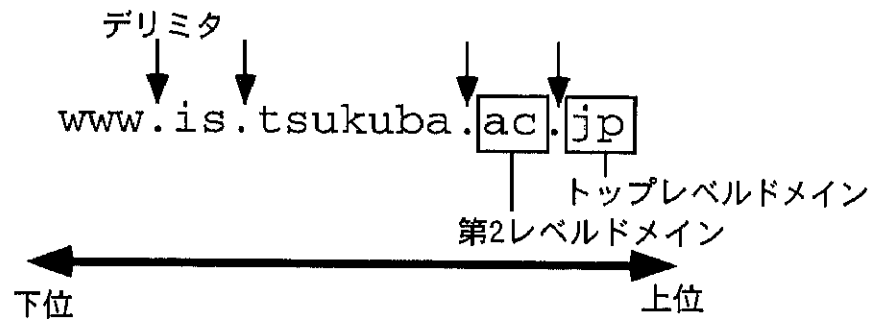 デリミタ
www.is.tsukuba.ac.jp
トップレベルドメイン
第2レベルドメイン
下位
上位